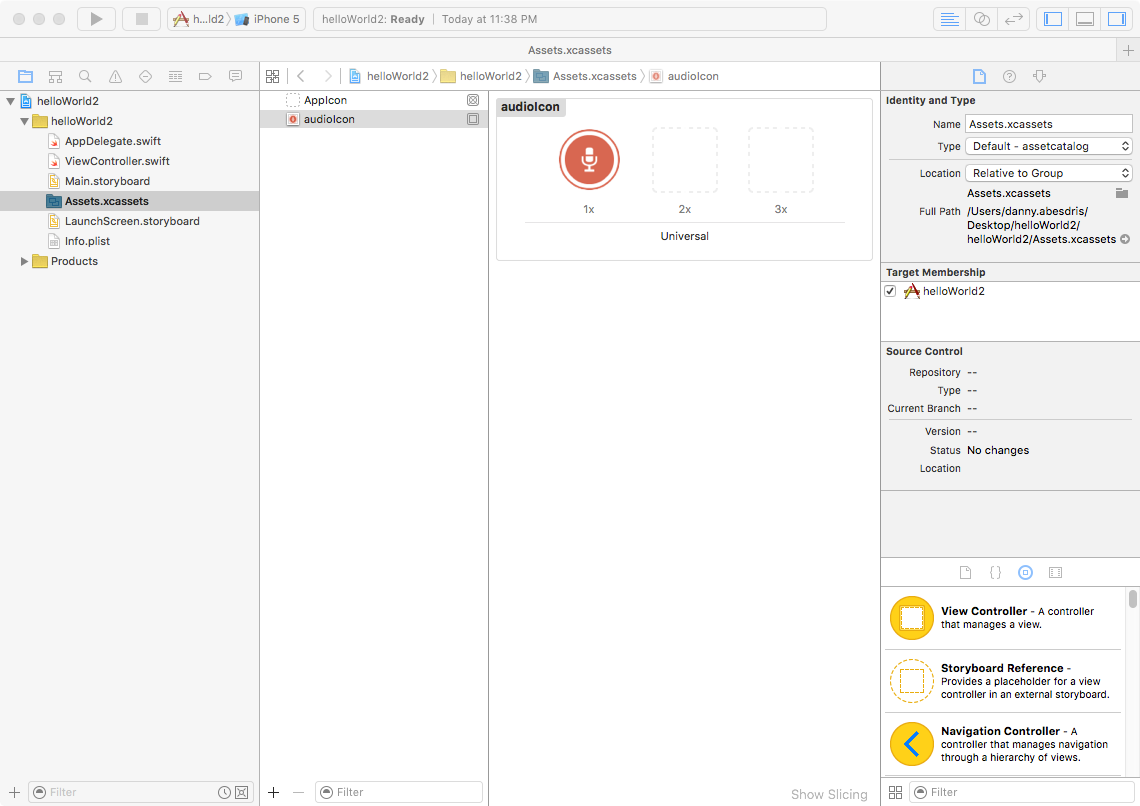 h...ld2 〉 iPhone 5
helloWorld2: Ready | Today at 11:38 PM
Assets.xcassets
helloWorld2 〉 helloWorld2 〉 Assets.xcassets 〉 audioIcon
helloWorld2
helloWorld2
AppDelegate.swift
ViewController.swift
Main.storyboard
Assets.xcassets
LaunchScreen.storyboard
Info.plist
Products
Filter
AppIcon
audioIcon
Filter
audioIcon
1x 2x 3x
Universal
Show Slicing
Identity and Type
Name Assets.xcassets
Type Default - assetcatalog
Location Relative to Group
Assets.xcassets
Full Path /Users/danny.abesdris/
Desktop/helloWorld2/
helloWorld2/Assets.xcassets
Target Membership
helloWorld2
Source Control
Repository --
Type --
Current Branch --
Version --
Status No changes
Location
{}
View Controller - A controller
that manages a view.
Storyboard Reference -
Provides a placeholder for a view
controller in an external storyboard.
Navigation Controller - A
controller that manages navigation
through a hierarchy of views.
Filter